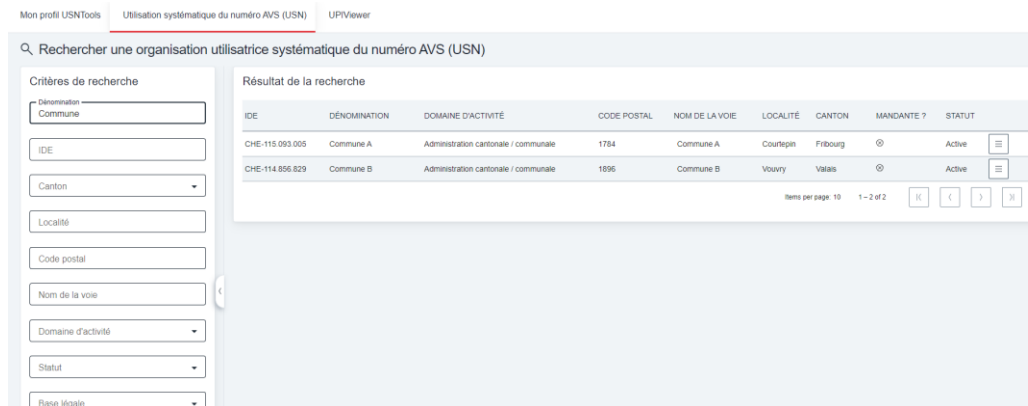 Mon profil USNTools Utilisation systématique du numéro AVS (USN) UPIViewer
Rechercher une organisation utilisatrice systématique du numéro AVS (USN)
Critères de recherche
Dénomination
Commune
IDE
Canton
Localité
Code postal
Nom de la voie
Domaine d'activité
Statut
Base légale
Résultat de la recherche
IDE DÉNOMINATION DOMAINE D'ACTIVITÉ CODE POSTAL NOM DE LA VOIE LOCALITÉ CANTON MANDANTE ? STATUT
CHE-115.093.005 Commune A Administration cantonale / communale 1784 Commune A Courtepin Fribourg Active
CHE-114.856.829 Commune B Administration cantonale / communale 1896 Commune B Vouvry Valais Active
Items per page: 10 1 – 2 of 2